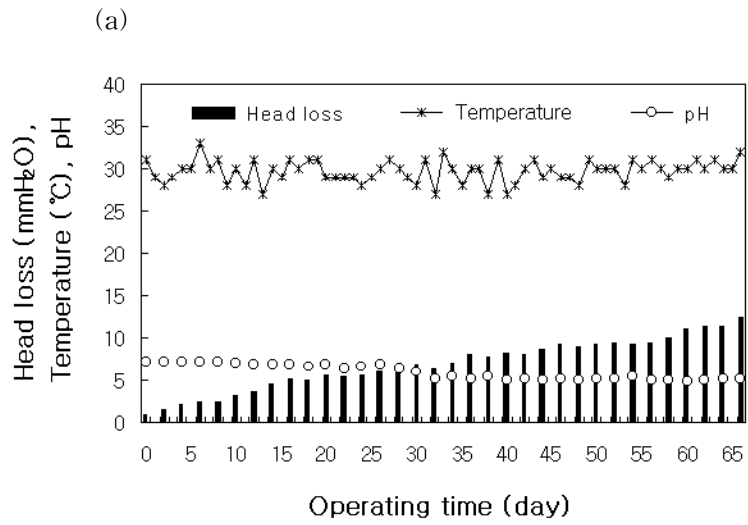 (a)
Head loss (mmH₂O),
Temperature (℃), pH
40
35
30
25
20
15
10
5
0
Head loss Temperature pH
0 5 10 15 20 25 30 35 40 45 50 55 60 65
Operating time (day)